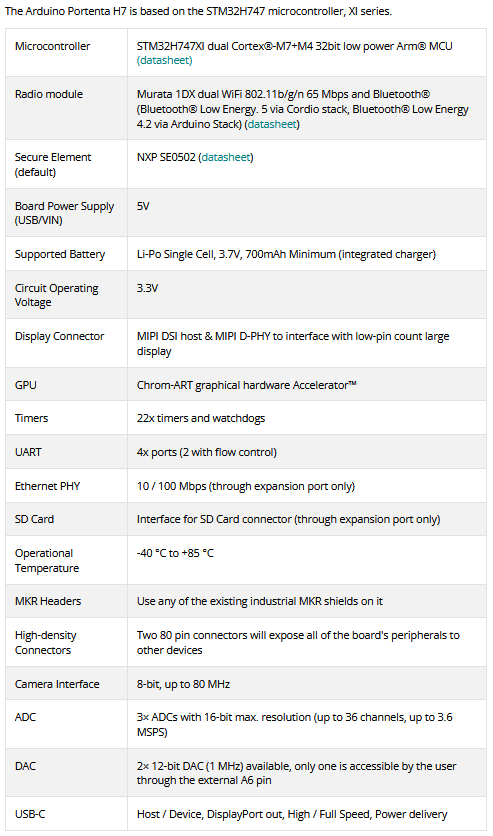 The Arduino Portenta H7 is based on the STM32H747 microcontroller, XI series.
Microcontroller
STM32H747XI dual Cortex®-M7+M4 32bit low power Arm® MCU
(datasheet)
Radio module
Murata 1DX dual WiFi 802.11b/g/n 65 Mbps and Bluetooth®
(Bluetooth® Low Energy. 5 via Cordio stack, Bluetooth® Low Energy
4.2 via Arduino Stack) (datasheet)
Secure Element
(default)
NXP SE0502 (datasheet)
Board Power Supply
(USB/VIN)
5V
Supported Battery
Li-Po Single Cell, 3.7V, 700mAh Minimum (integrated charger)
Circuit Operating
Voltage
3.3V
Display Connector
MIPI DSI host & MIPI D-PHY to interface with low-pin count large
display
GPU
Chrom-ART graphical hardware Accelerator™
Timers
22x timers and watchdogs
UART
4x ports (2 with flow control)
Ethernet PHY
10 / 100 Mbps (through expansion port only)
SD Card
Interface for SD Card connector (through expansion port only)
Operational
Temperature
-40 °C to +85 °C
MKR Headers
Use any of the existing industrial MKR shields on it
High-density
Connectors
Two 80 pin connectors will expose all of the board's peripherals to
other devices
Camera Interface
8-bit, up to 80 MHz
ADC
3× ADCs with 16-bit max. resolution (up to 36 channels, up to 3.6
MSPS)
DAC
2× 12-bit DAC (1 MHz) available, only one is accessible by the user
through the external A6 pin
USB-C
Host / Device, DisplayPort out, High / Full Speed, Power delivery